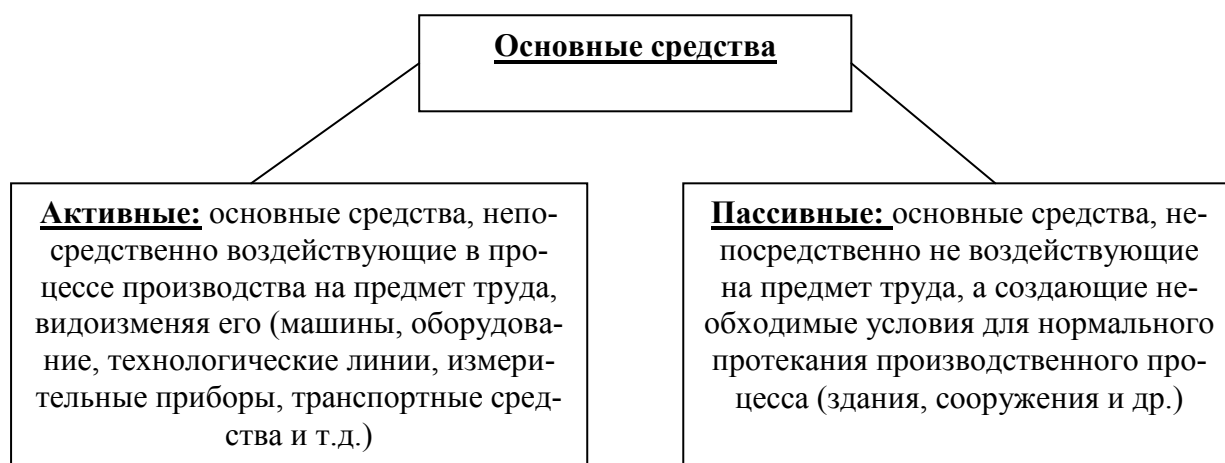 Основные средства
Активные: основные средства, непо-
средственно воздействующие в про-
цессе производства на предмет труда,
видоизменяя его (машины, оборудова-
ние, технологические линии, измери-
тельные приборы, транспортные сред-
ства и т.д.)
Пассивные: основные средства, не-
посредственно не воздействующие
на предмет труда, а создающие не-
обходимые условия для нормального
протекания производственного про-
цесса (здания, сооружения и др.)